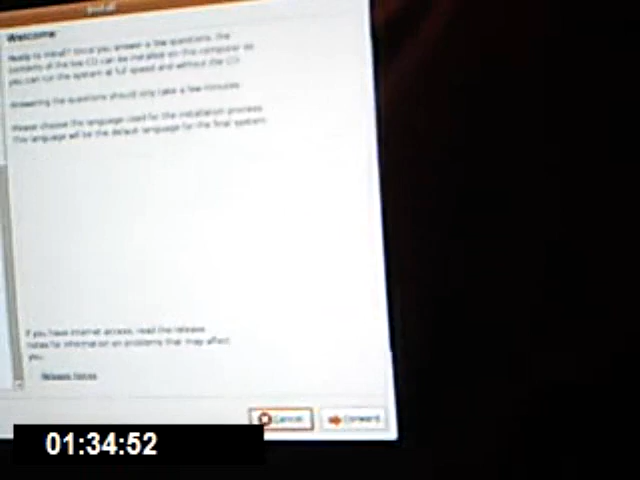 Install
Welcome
Ready to install? Once you answer a few questions, the
contents of the live CD can be installed on this computer so
you can run the system at full speed and without the CD.
Answering the questions should only take a few minutes.
Please choose the language used for the installation process.
This language will be the default language for the final system.
If you have internet access, read the release
notes for information on problems that may affect
you.
Release Notes
Cancel
Forward
01:34:52